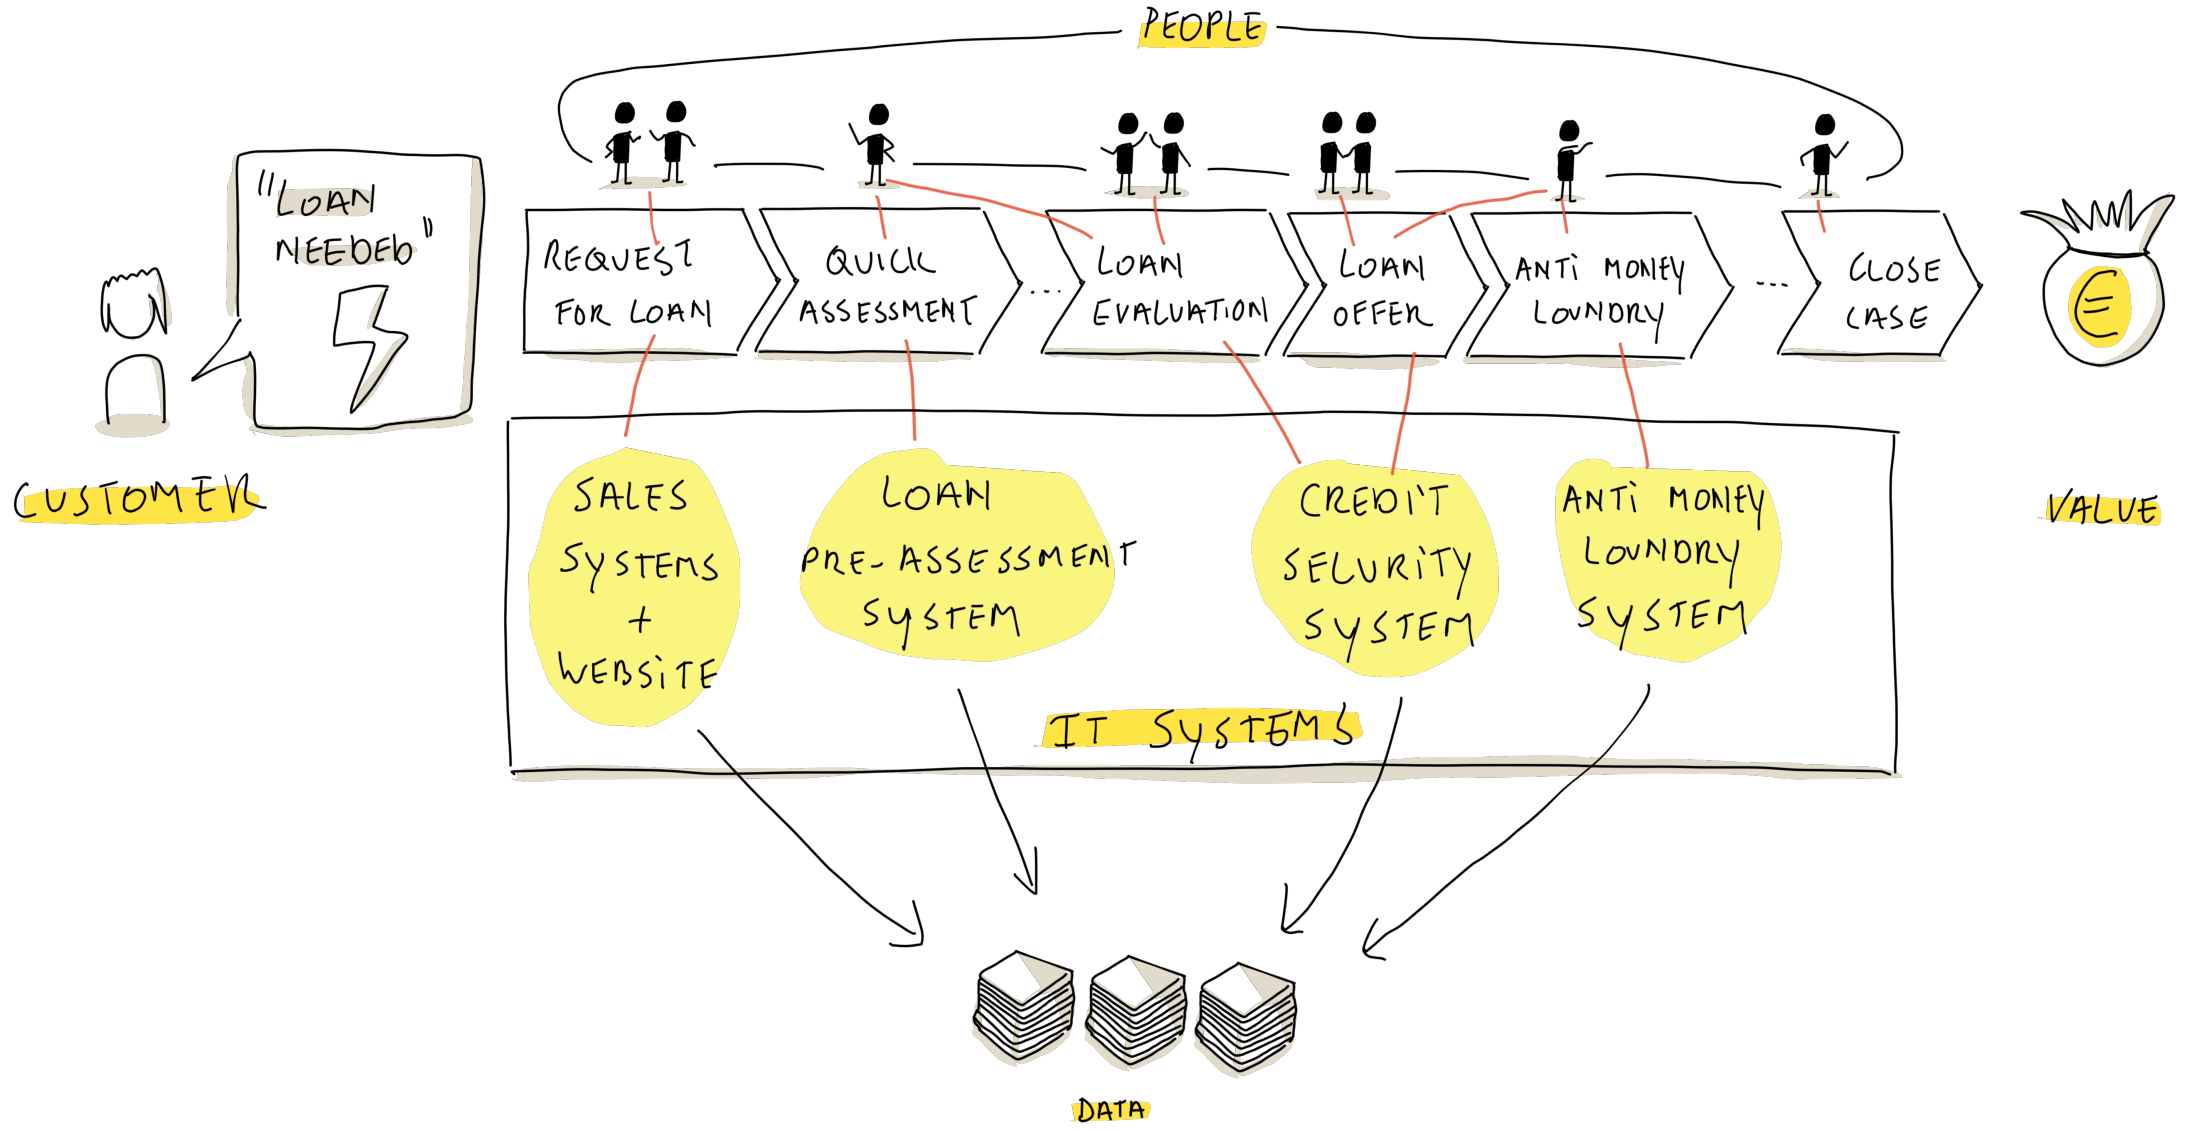 PEOPLE
"LOAN
NEEDED"
CUSTOMER
REQUEST
FOR LOAN
QUICK
ASSESSMENT
....
LOAN
EVALUATION
LOAN
OFFER
ANTI MONEY
LOUNDRY
...
CLOSE
CASE
€
VALUE
SALES
SYSTEMS
+
WEBSITE
LOAN
PRE-ASSESSMENT
SYSTEM
CREDIT
SECURITY
SYSTEM
ANTI MONEY
LOUNDRY
SYSTEM
IT SYSTEMS
DATA